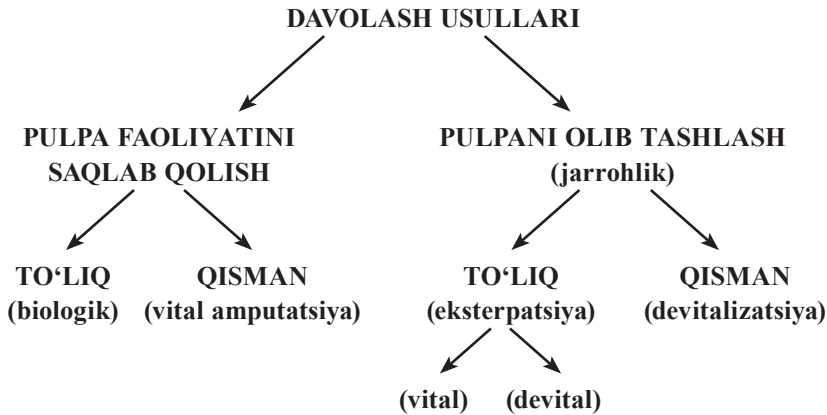 DAVOLASH USULLARI
PULPA FAOLIYATINI
SAQLAB QOLISH
PULPANI OLIB TASHLASH
(jarrohlik)
TO‘LIQ
(biologik)
QISMAN
(vital amputatsiya)
TO‘LIQ
(eksterpatsiya)
QISMAN
(devitalizatsiya)
(vital)
(devital)